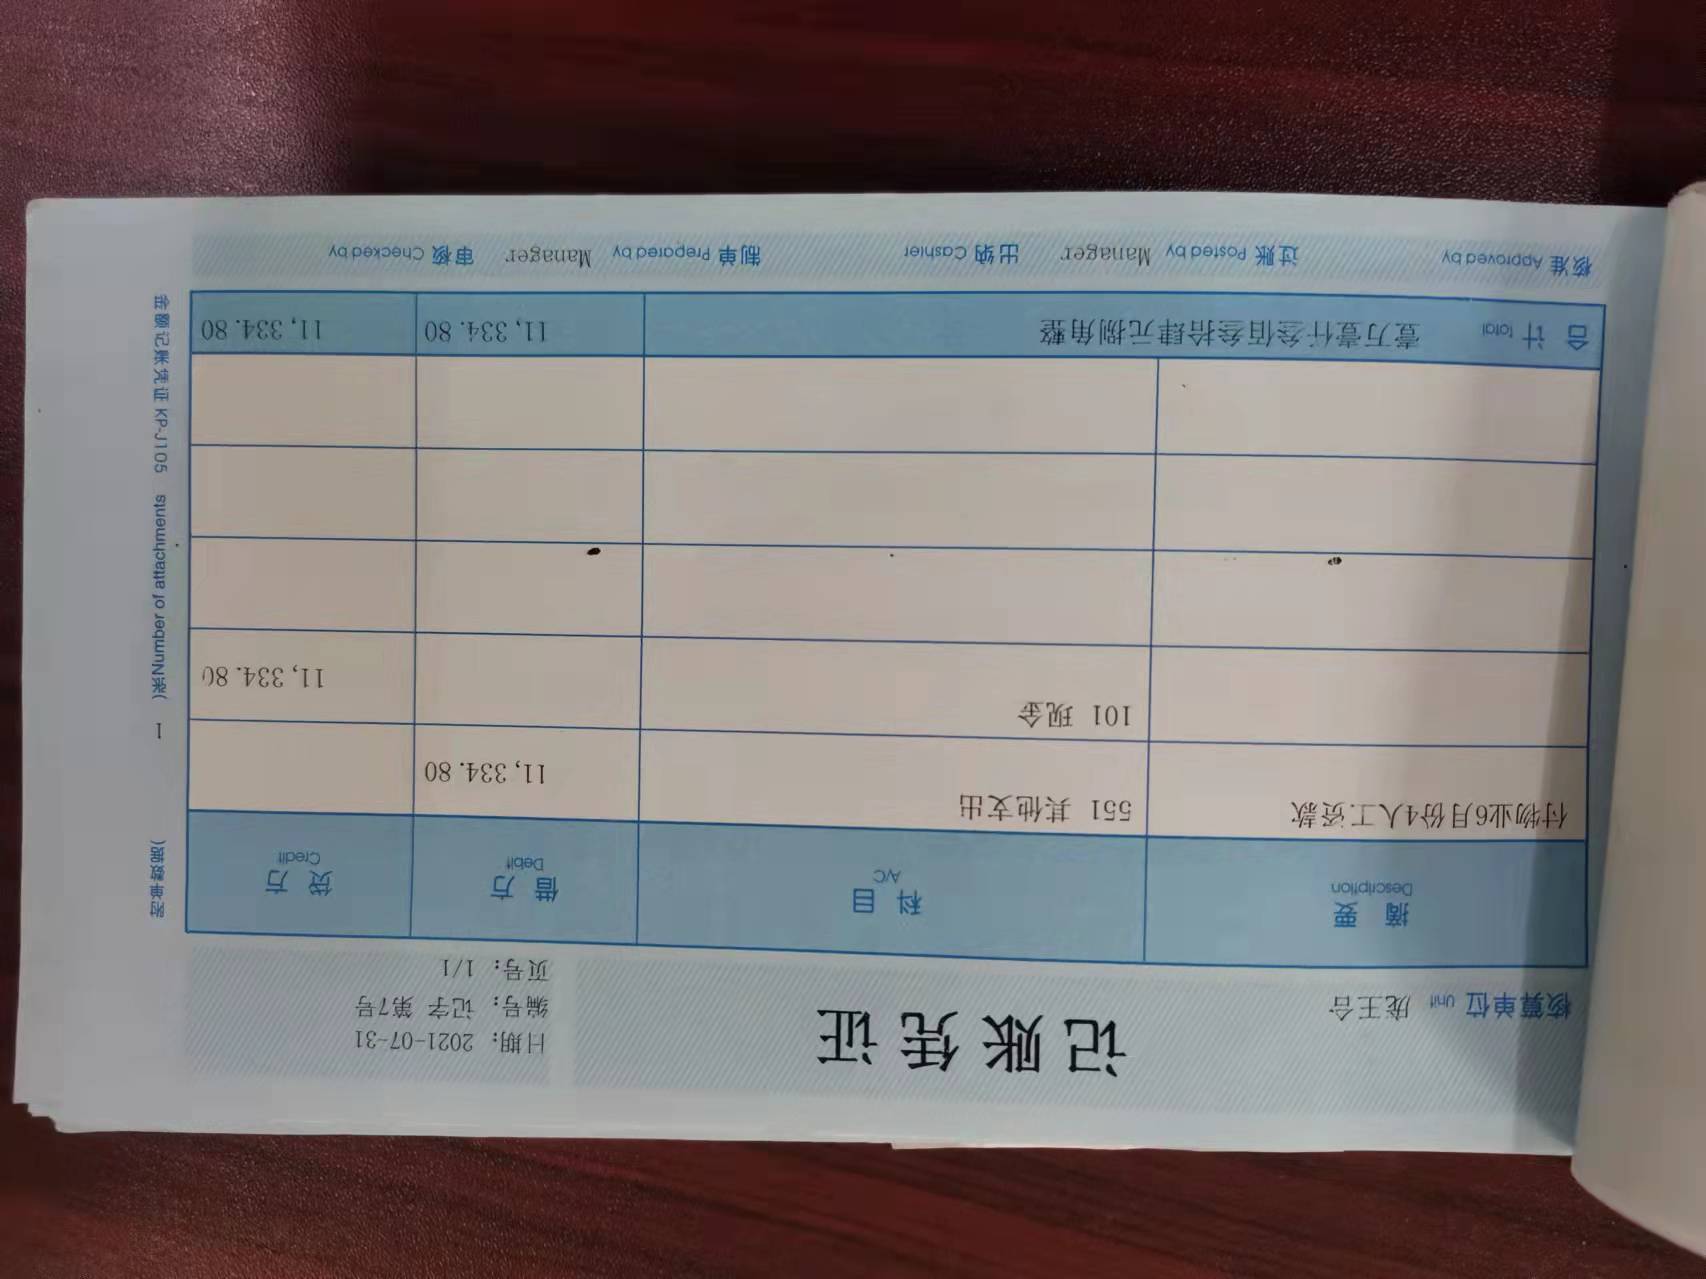 记账凭证
日期: 2021-07-31
编号: 记字 第7号
页号: 1/1
核算单位 Unit 庞王合
摘 要 Description 科 目 A/C 借 方 Debit 贷 方 Credit
付物业6月份4人工资款 551 其他支出 11,334.80
101 现金 11,334.80
合 计 Total 壹万壹仟叁佰叁拾肆元捌角整 11,334.80 11,334.80
核准 Approved by 过账 Posted by Manager 出纳 Cashier 制单 Prepared by Manager 审核 Checked by
金额记账凭证 KP-J105
附单据数( 1 张)Number of attachments